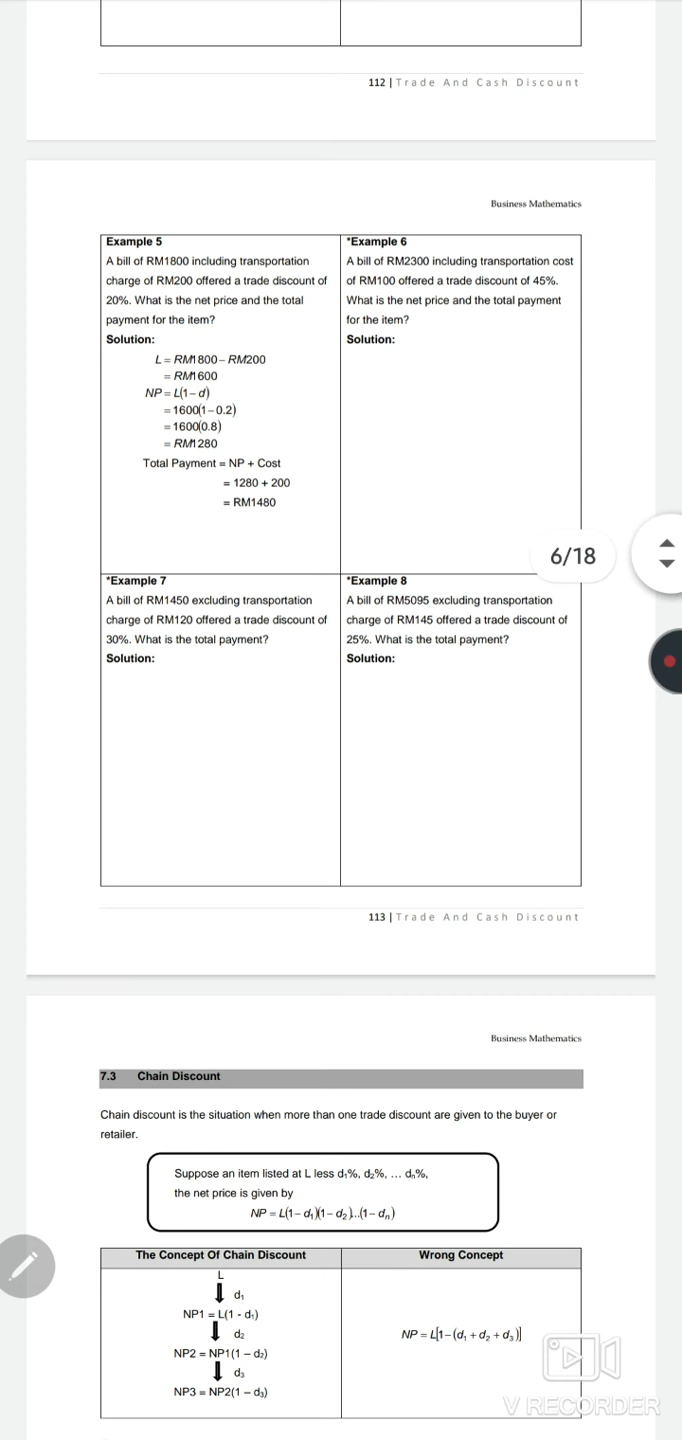 112 | Trade And Cash Discount
Business Mathematics
Example 5
A bill of RM1800 including transportation
charge of RM200 offered a trade discount of
20%. What is the net price and the total
payment for the item?
Solution:
L = RM1800 – RM200
= RM1600
NP = L(1 – d)
= 1600(1 – 0.2)
= 1600(0.8)
= RM1280
Total Payment = NP + Cost
= 1280 + 200
= RM1480
*Example 6
A bill of RM2300 including transportation cost
of RM100 offered a trade discount of 45%.
What is the net price and the total payment
for the item?
Solution:
6/18
*Example 7
A bill of RM1450 excluding transportation
charge of RM120 offered a trade discount of
30%. What is the total payment?
Solution:
*Example 8
A bill of RM5095 excluding transportation
charge of RM145 offered a trade discount of
25%. What is the total payment?
Solution:
113 | Trade And Cash Discount
Business Mathematics
7.3 Chain Discount
Chain discount is the situation when more than one trade discount are given to the buyer or
retailer.
Suppose an item listed at L less d₁%, d₂%, ... dₙ%,
the net price is given by
NP = L(1 – d₁)(1 – d₂)...(1 – dₙ)
The Concept Of Chain Discount
L
d₁
NP1 = L(1 - d₁)
d₂
NP2 = NP1(1 – d₂)
d₃
NP3 = NP2(1 – d₃)
Wrong Concept
NP = L[1 – (d₁ + d₂ + d₃)]
V RECORDER